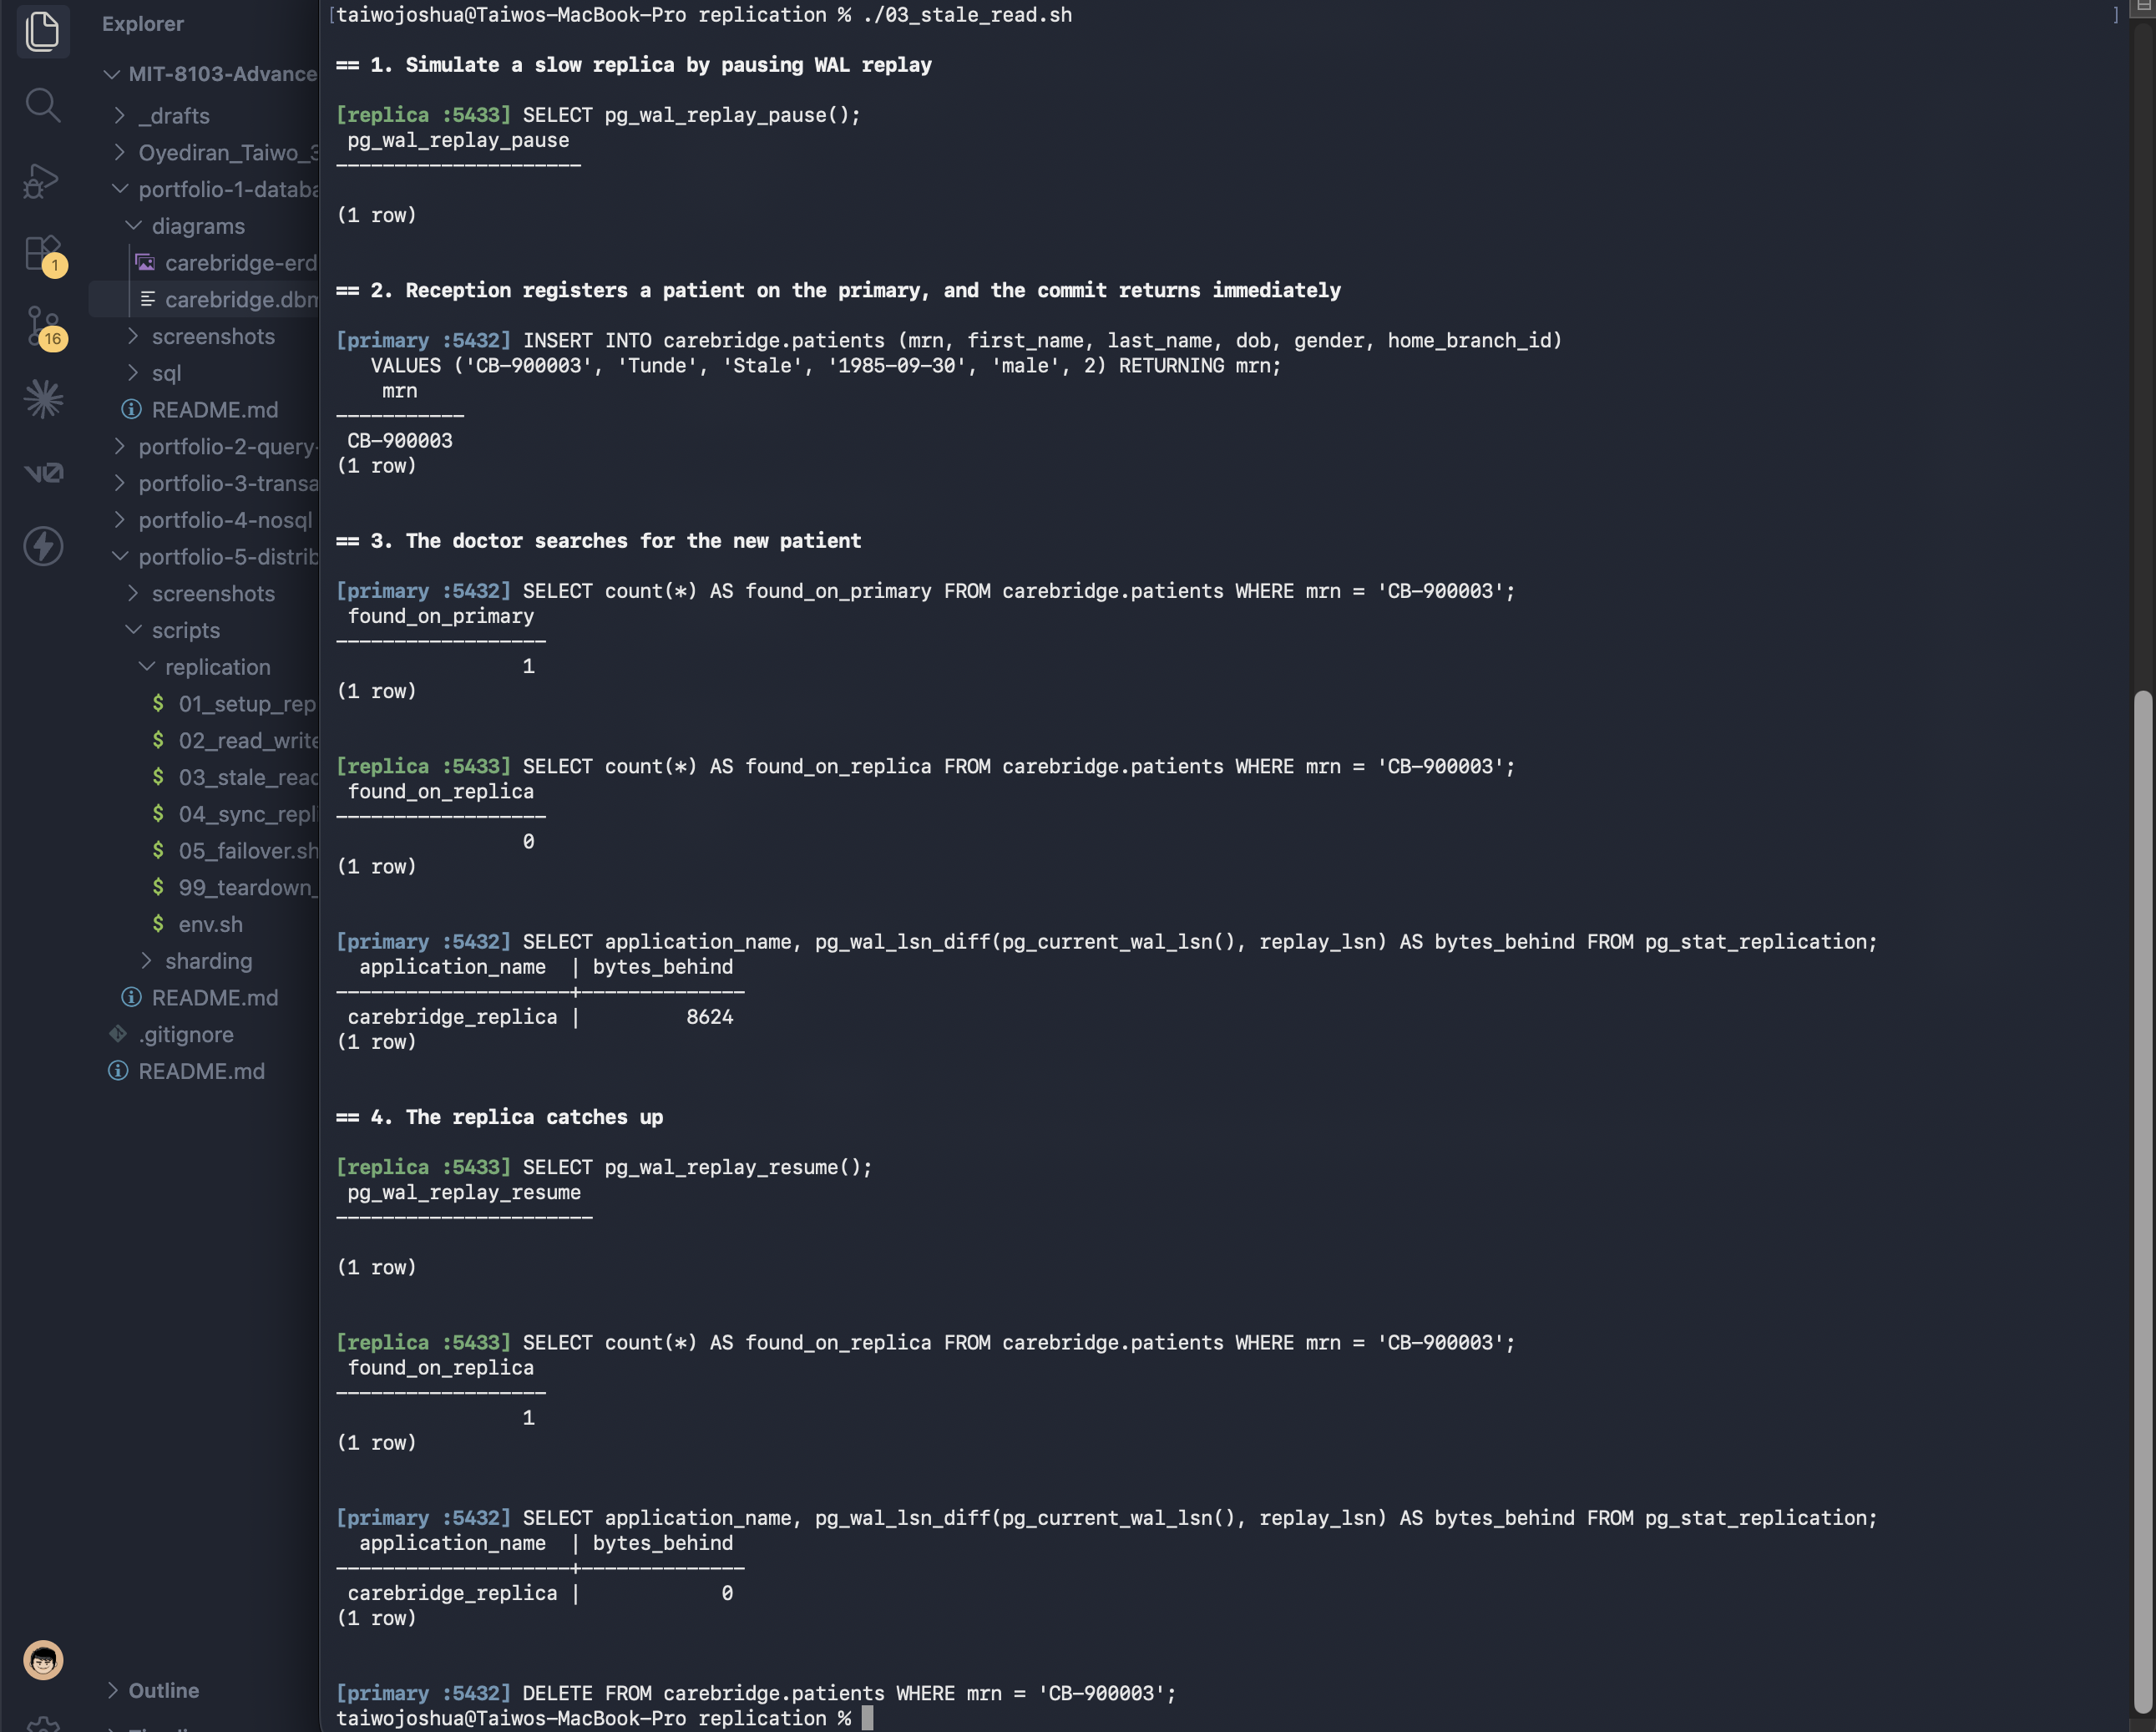 Explorer
MIT-8103-Advance
_drafts
Oyediran_Taiwo_3
portfolio-1-databa
diagrams
carebridge-erd
carebridge.dbm
screenshots
sql
README.md
portfolio-2-query-
portfolio-3-transa
portfolio-4-nosql
portfolio-5-distrib
screenshots
scripts
replication
$ 01_setup_rep
$ 02_read_write
$ 03_stale_read
$ 04_sync_repli
$ 05_failover.sh
$ 99_teardown_
$ env.sh
sharding
README.md
.gitignore
README.md
Outline
1
16
[taiwojoshua@Taiwos-MacBook-Pro replication % ./03_stale_read.sh ]
== 1. Simulate a slow replica by pausing WAL replay
[replica :5433] SELECT pg_wal_replay_pause();
pg_wal_replay_pause
---------------------
(1 row)
== 2. Reception registers a patient on the primary, and the commit returns immediately
[primary :5432] INSERT INTO carebridge.patients (mrn, first_name, last_name, dob, gender, home_branch_id)
VALUES ('CB-900003', 'Tunde', 'Stale', '1985-09-30', 'male', 2) RETURNING mrn;
mrn
-----------
CB-900003
(1 row)
== 3. The doctor searches for the new patient
[primary :5432] SELECT count(*) AS found_on_primary FROM carebridge.patients WHERE mrn = 'CB-900003';
found_on_primary
------------------
1
(1 row)
[replica :5433] SELECT count(*) AS found_on_replica FROM carebridge.patients WHERE mrn = 'CB-900003';
found_on_replica
------------------
0
(1 row)
[primary :5432] SELECT application_name, pg_wal_lsn_diff(pg_current_wal_lsn(), replay_lsn) AS bytes_behind FROM pg_stat_replication;
application_name | bytes_behind
--------------------+--------------
carebridge_replica | 8624
(1 row)
== 4. The replica catches up
[replica :5433] SELECT pg_wal_replay_resume();
pg_wal_replay_resume
----------------------
(1 row)
[replica :5433] SELECT count(*) AS found_on_replica FROM carebridge.patients WHERE mrn = 'CB-900003';
found_on_replica
------------------
1
(1 row)
[primary :5432] SELECT application_name, pg_wal_lsn_diff(pg_current_wal_lsn(), replay_lsn) AS bytes_behind FROM pg_stat_replication;
application_name | bytes_behind
--------------------+--------------
carebridge_replica | 0
(1 row)
[primary :5432] DELETE FROM carebridge.patients WHERE mrn = 'CB-900003';
taiwojoshua@Taiwos-MacBook-Pro replication %